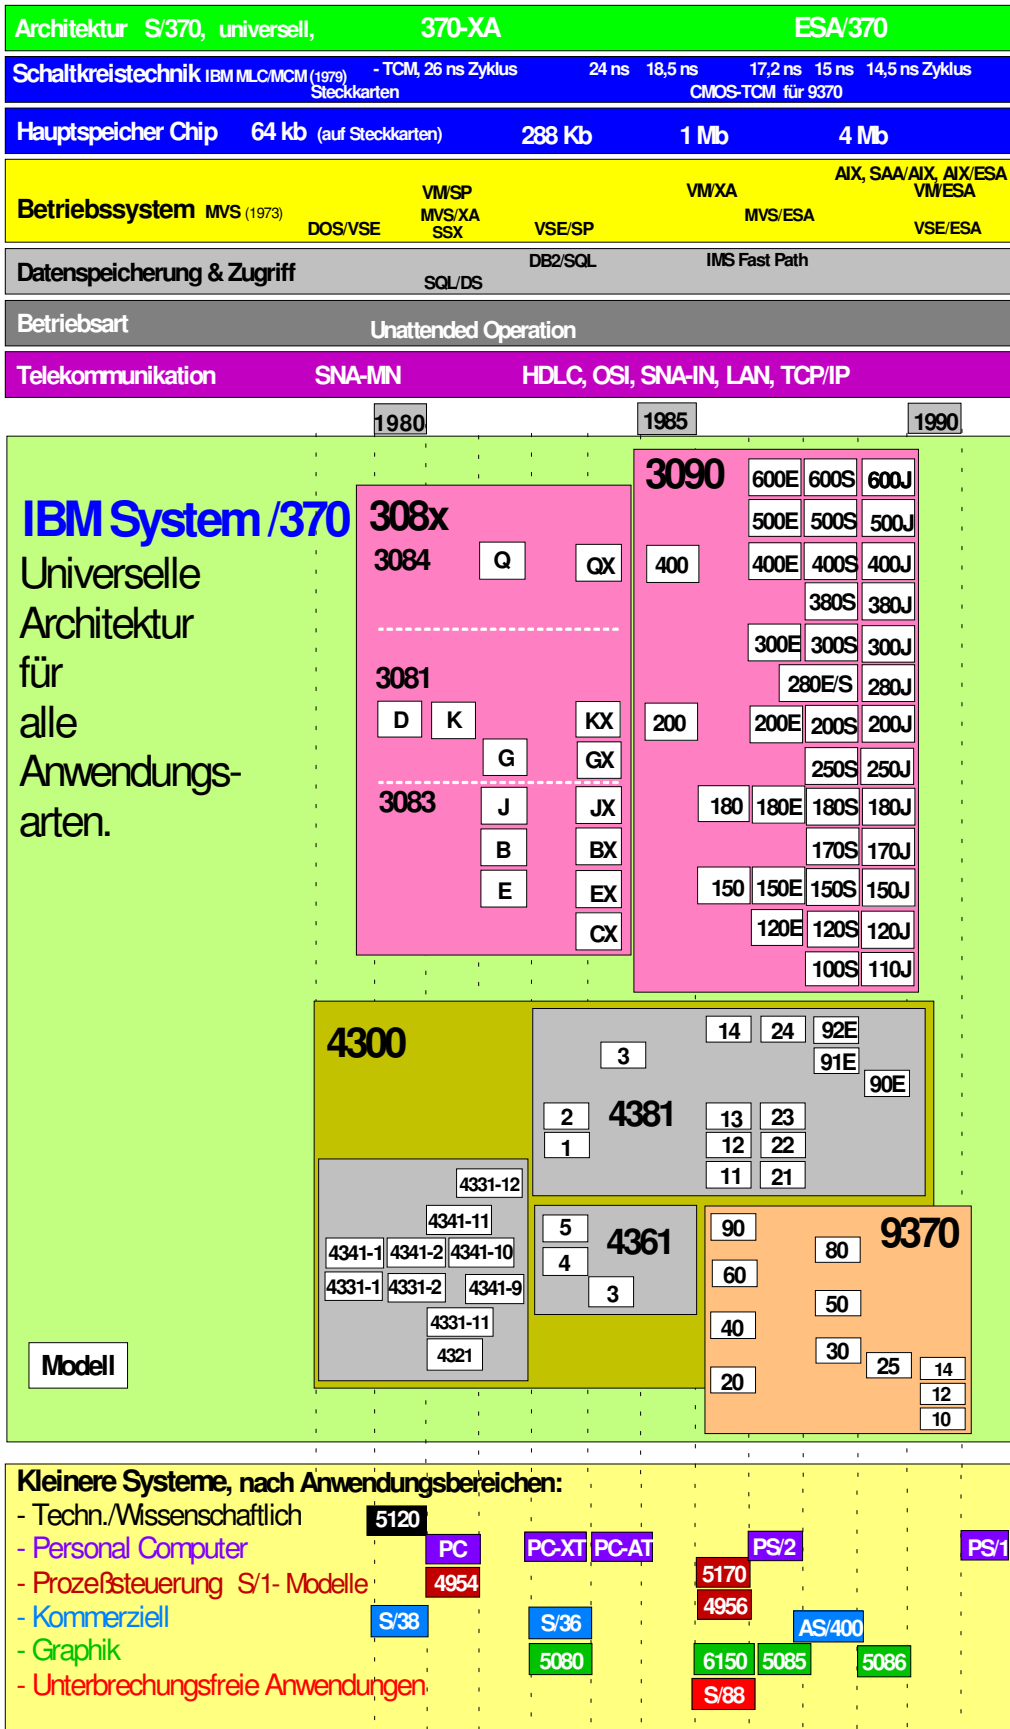 Architektur S/370, universell, 370-XA ESA/370
Schaltkreistechnik IBM MLC/MCM (1979) - TCM, 26 ns Zyklus 24 ns 18,5 ns 17,2 ns 15 ns 14,5 ns Zyklus
Steckkarten CMOS-TCM für 9370
Hauptspeicher Chip 64 kb (auf Steckkarten) 288 Kb 1 Mb 4 Mb
AIX, SAA/AIX, AIX/ESA
VM/SP VM/XA VM/ESA
Betriebssystem MVS (1973) MVS/XA MVS/ESA
DOS/VSE SSX VSE/SP VSE/ESA
DB2/SQL IMS Fast Path
Datenspeicherung & Zugriff
SQL/DS
Betriebsart Unattended Operation
Telekommunikation SNA-MN HDLC, OSI, SNA-IN, LAN, TCP/IP
1980 1985 1990
IBM System /370
Universelle
Architektur
für
alle
Anwendungs-
arten.
308x
3084 Q QX
3081
D K KX
G GX
3083 J JX
B BX
E EX
CX
3090
600E 600S 600J
500E 500S 500J
400 400E 400S 400J
380S 380J
300E 300S 300J
280E/S 280J
200 200E 200S 200J
250S 250J
180 180E 180S 180J
170S 170J
150 150E 150S 150J
120E 120S 120J
100S 110J
4300
14 24 92E
3 91E
90E
4381
2 13 23
1 12 22
11 21
4331-12
4341-11
4341-1 4341-2 4341-10
4331-1 4331-2 4341-9
4331-11
4321
5 4361
4
3
9370
90
80
60
50
40
30
25 14
20 12
10
Modell
Kleinere Systeme, nach Anwendungsbereichen:
- Techn./Wissenschaftlich 5120
- Personal Computer PC PC-XT PC-AT PS/2 PS/1
- Prozeßsteuerung S/1- Modelle 4954 5170
4956
- Kommerziell S/38 S/36 AS/400
- Graphik 5080 6150 5085 5086
- Unterbrechungsfreie Anwendungen S/88